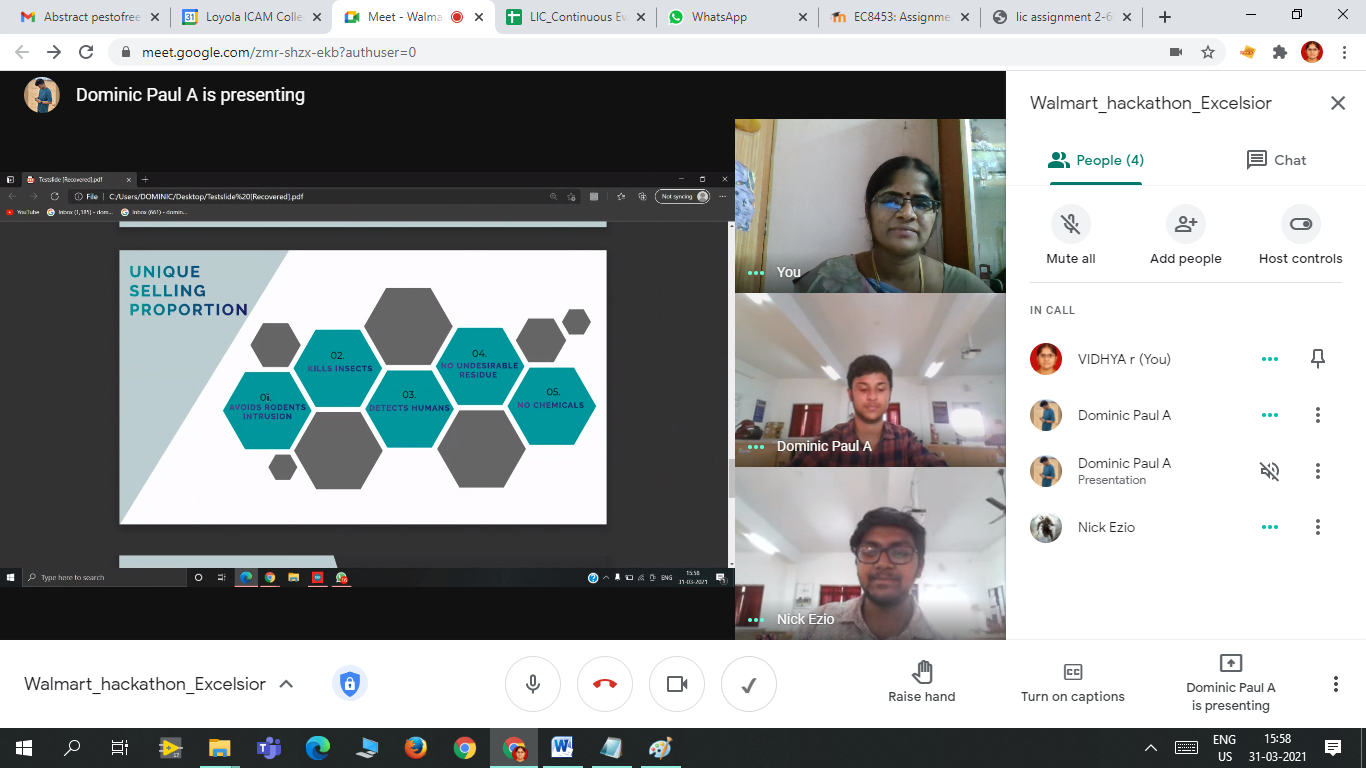 Abstract pestofree
Loyola ICAM Colle
Meet - Walma
LIC_Continuous Ev
WhatsApp
EC8453: Assignme
lic assignment 2-6
meet.google.com/zmr-shzx-ekb?authuser=0
Dominic Paul A is presenting
Testslide [Recovered].pdf
File
C:/Users/DOMINIC/Desktop/Testslide%20[Recovered].pdf
Not syncing
YouTube
Inbox (1,185) - dom...
Inbox (661) - domin...
UNIQUE
SELLING
PROPORTION
01.
AVOIDS RODENTS
INTRUSION
02.
KILLS INSECTS
03.
DETECTS HUMANS
04.
NO UNDESIRABLE
RESIDUE
05.
NO CHEMICALS
Type here to search
ENG
15:58
31-03-2021
You
Dominic Paul A
Nick Ezio
Walmart_hackathon_Excelsior
People (4)
Chat
Mute all
Add people
Host controls
IN CALL
VIDHYA r (You)
Dominic Paul A
Dominic Paul A
Presentation
Nick Ezio
Walmart_hackathon_Excelsior
Raise hand
Turn on captions
Dominic Paul A
is presenting
31
ENG
US
15:58
31-03-2021